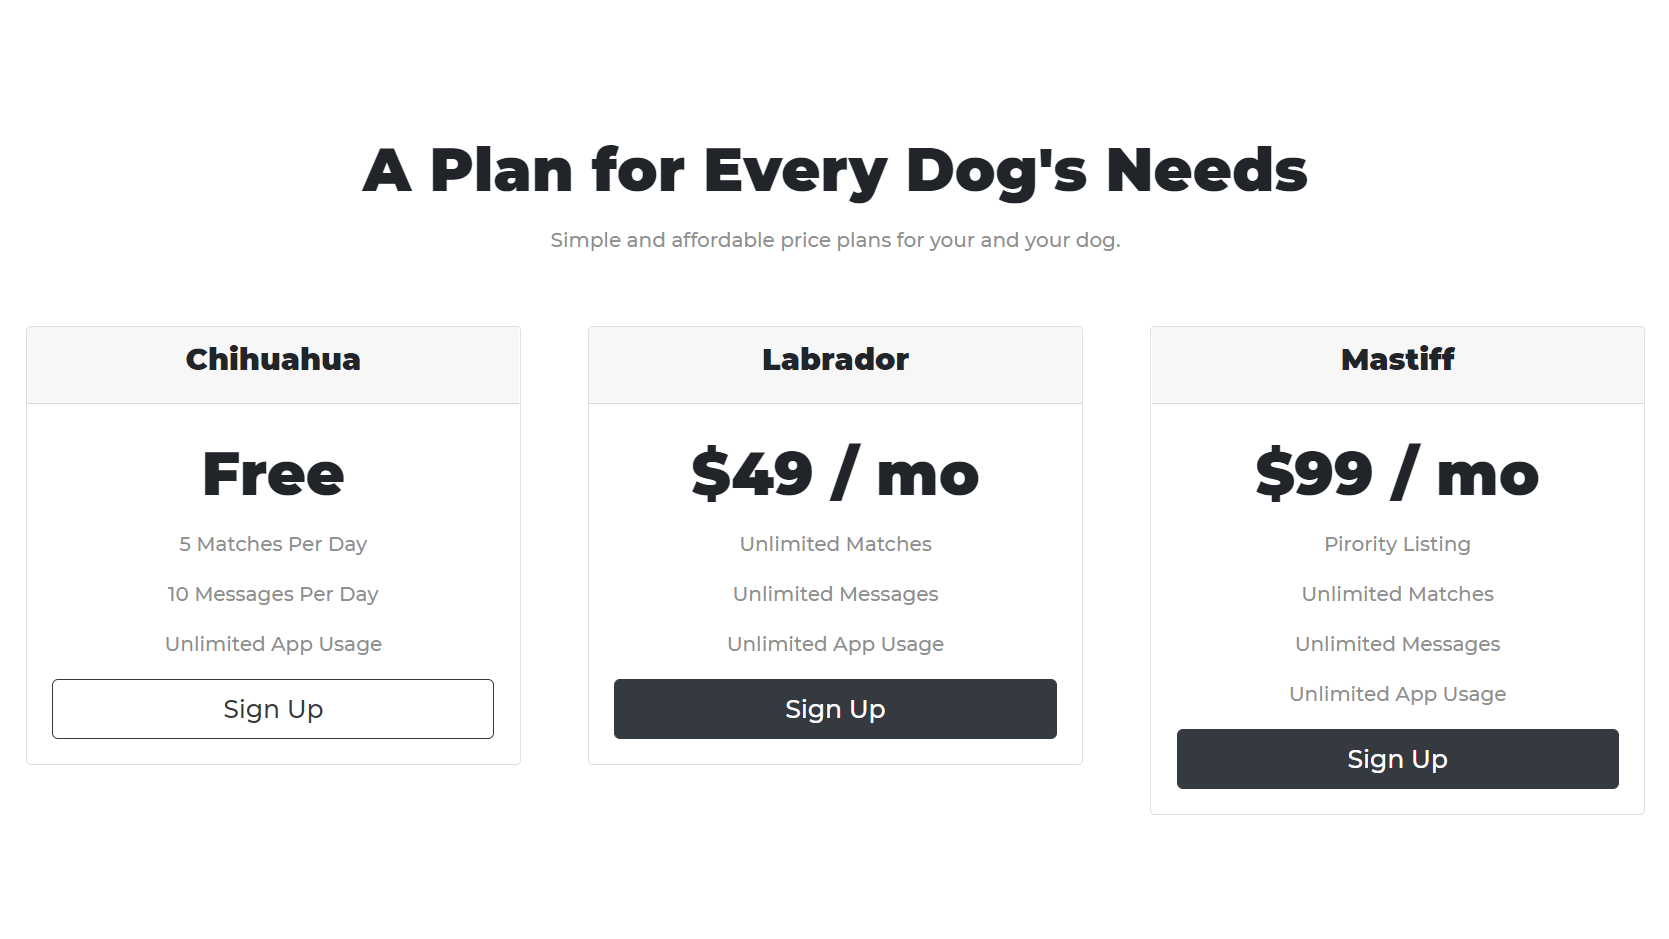 A Plan for Every Dog's Needs
Simple and affordable price plans for your and your dog.
Chihuahua
Free
5 Matches Per Day
10 Messages Per Day
Unlimited App Usage
Sign Up
Labrador
$49 / mo
Unlimited Matches
Unlimited Messages
Unlimited App Usage
Sign Up
Mastiff
$99 / mo
Pirority Listing
Unlimited Matches
Unlimited Messages
Unlimited App Usage
Sign Up